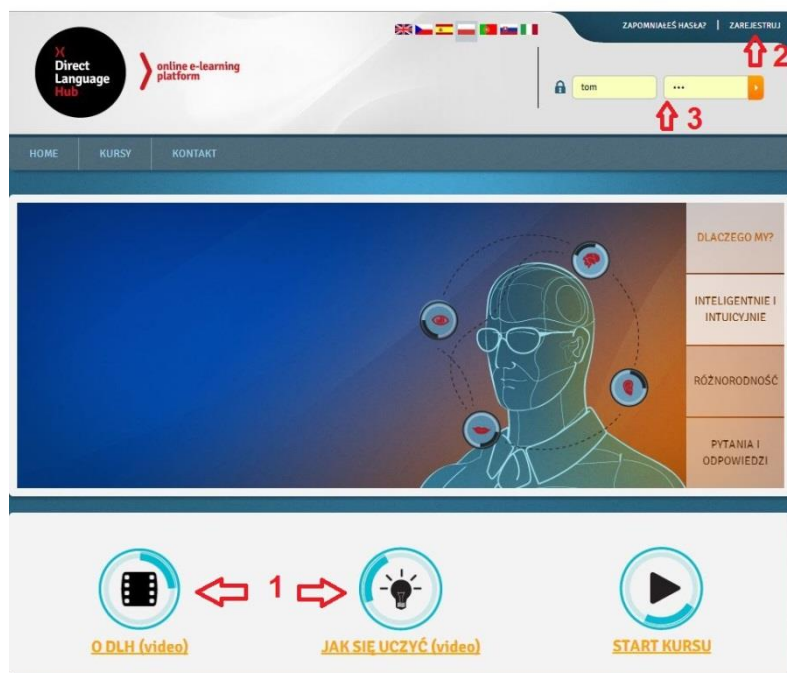 ZAPOMNIAŁEŚ HASŁA? | ZAREJESTRUJ
2
Direct
Language
Hub
online e-learning
platform
tom
•••
3
HOME KURSY KONTAKT
DLACZEGO MY?
INTELIGENTNIE I
INTUICYJNIE
RÓŻNORODNOŚĆ
PYTANIA I
ODPOWIEDZI
1
O DLH (video) JAK SIĘ UCZYĆ (video) START KURSU